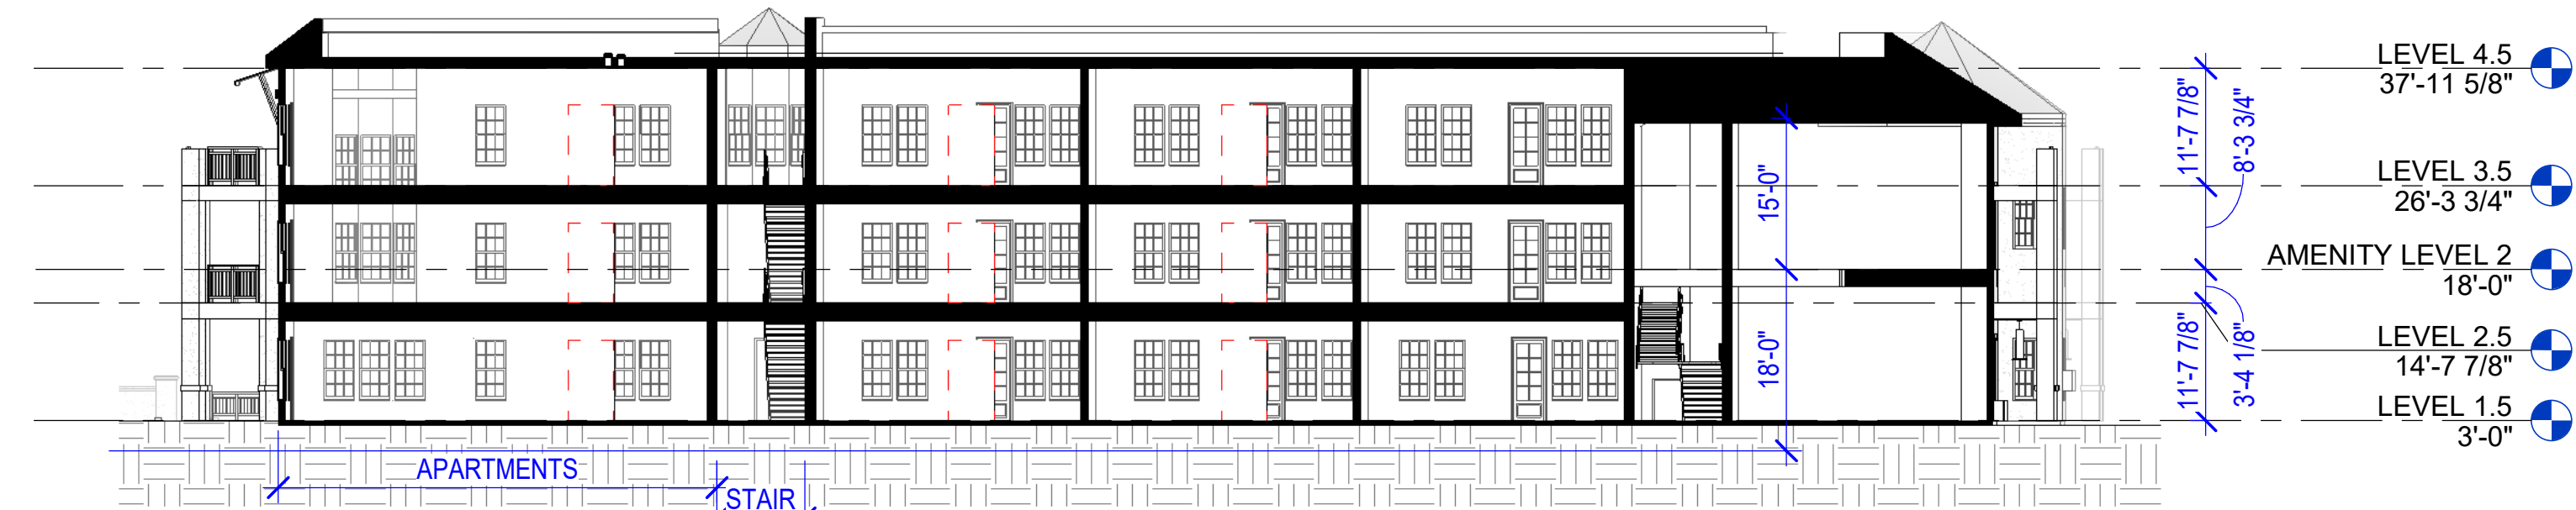 LEVEL 4.5
37'-11 5/8"
11'-7 7/8"
8'-3 3/4"
LEVEL 3.5
26'-3 3/4"
15'-0"
AMENITY LEVEL 2
18'-0"
18'-0"
11'-7 7/8"
3'-4 1/8"
LEVEL 2.5
14'-7 7/8"
LEVEL 1.5
3'-0"
APARTMENTS
STAIR